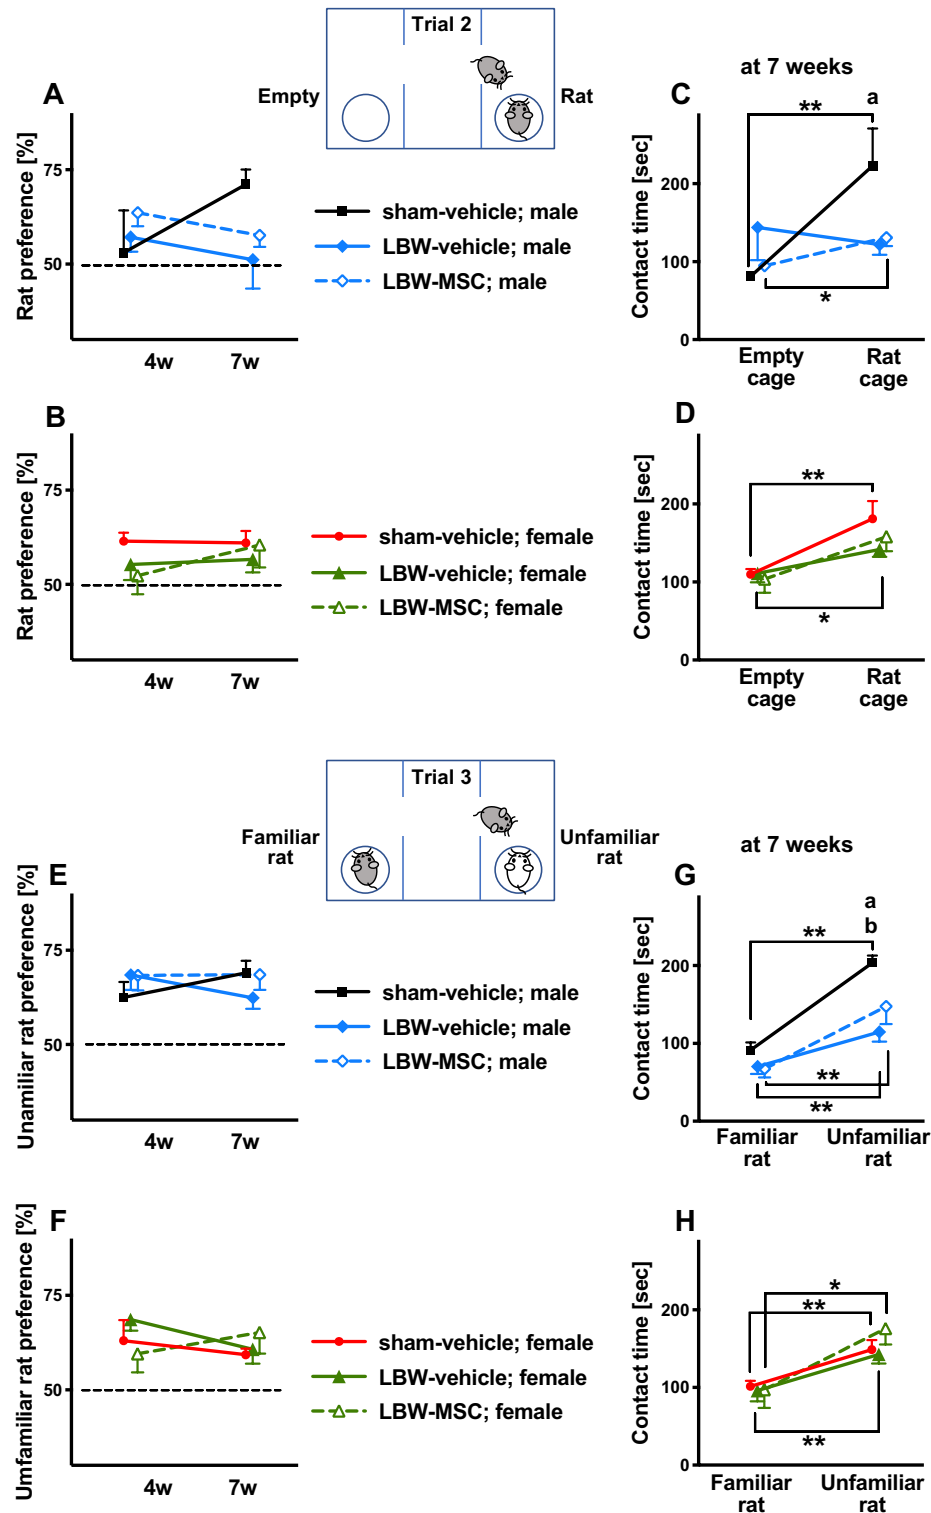 Trial 2
Empty
Rat
at 7 weeks
A
Rat preference [%]
75
50
4w
7w
sham-vehicle; male
LBW-vehicle; male
LBW-MSC; male
C
Contact time [sec]
**
a
200
100
0
*
Empty cage
Rat cage
B
Rat preference [%]
75
50
4w
7w
sham-vehicle; female
LBW-vehicle; female
LBW-MSC; female
D
Contact time [sec]
**
200
100
0
*
Empty cage
Rat cage
Trial 3
Familiar rat
Unfamiliar rat
at 7 weeks
E
Unamiliar rat preference [%]
75
50
4w
7w
sham-vehicle; male
LBW-vehicle; male
LBW-MSC; male
G
Contact time [sec]
a
b
**
200
100
0
**
**
Familiar rat
Unfamiliar rat
F
Umfamiliar rat preference [%]
75
50
4w
7w
sham-vehicle; female
LBW-vehicle; female
LBW-MSC; female
H
Contact time [sec]
*
**
200
100
0
**
Familiar rat
Unfamiliar rat